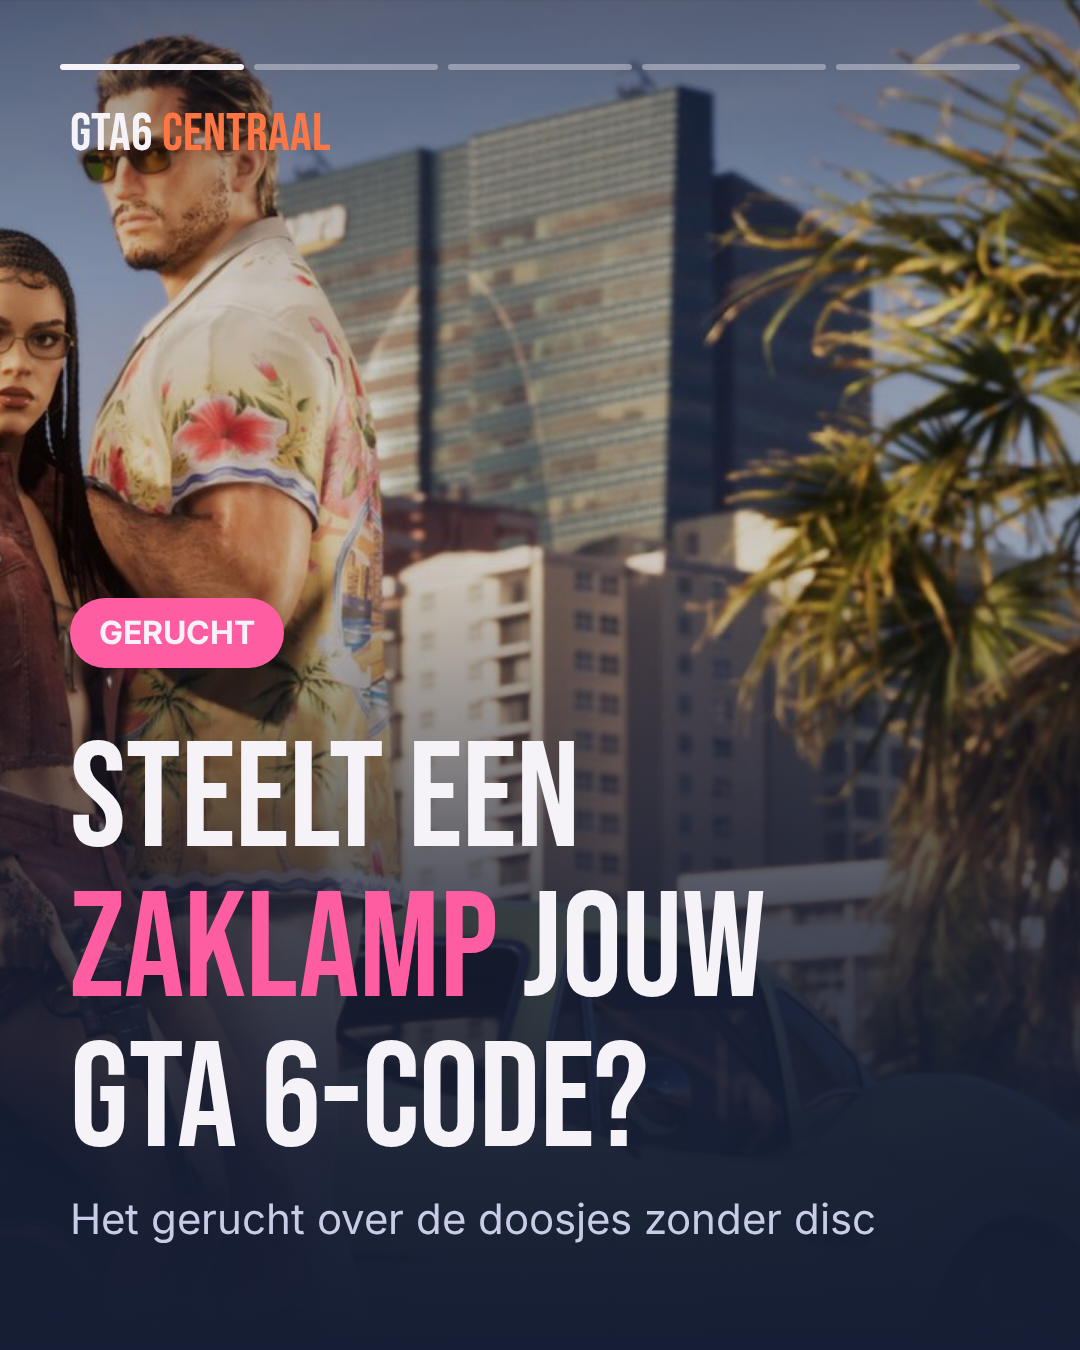 GTA6 CENTRAAL
GERUCHT
STEELT EEN
ZAKLAMP JOUW
GTA 6-CODE?
Het gerucht over de doosjes zonder disc